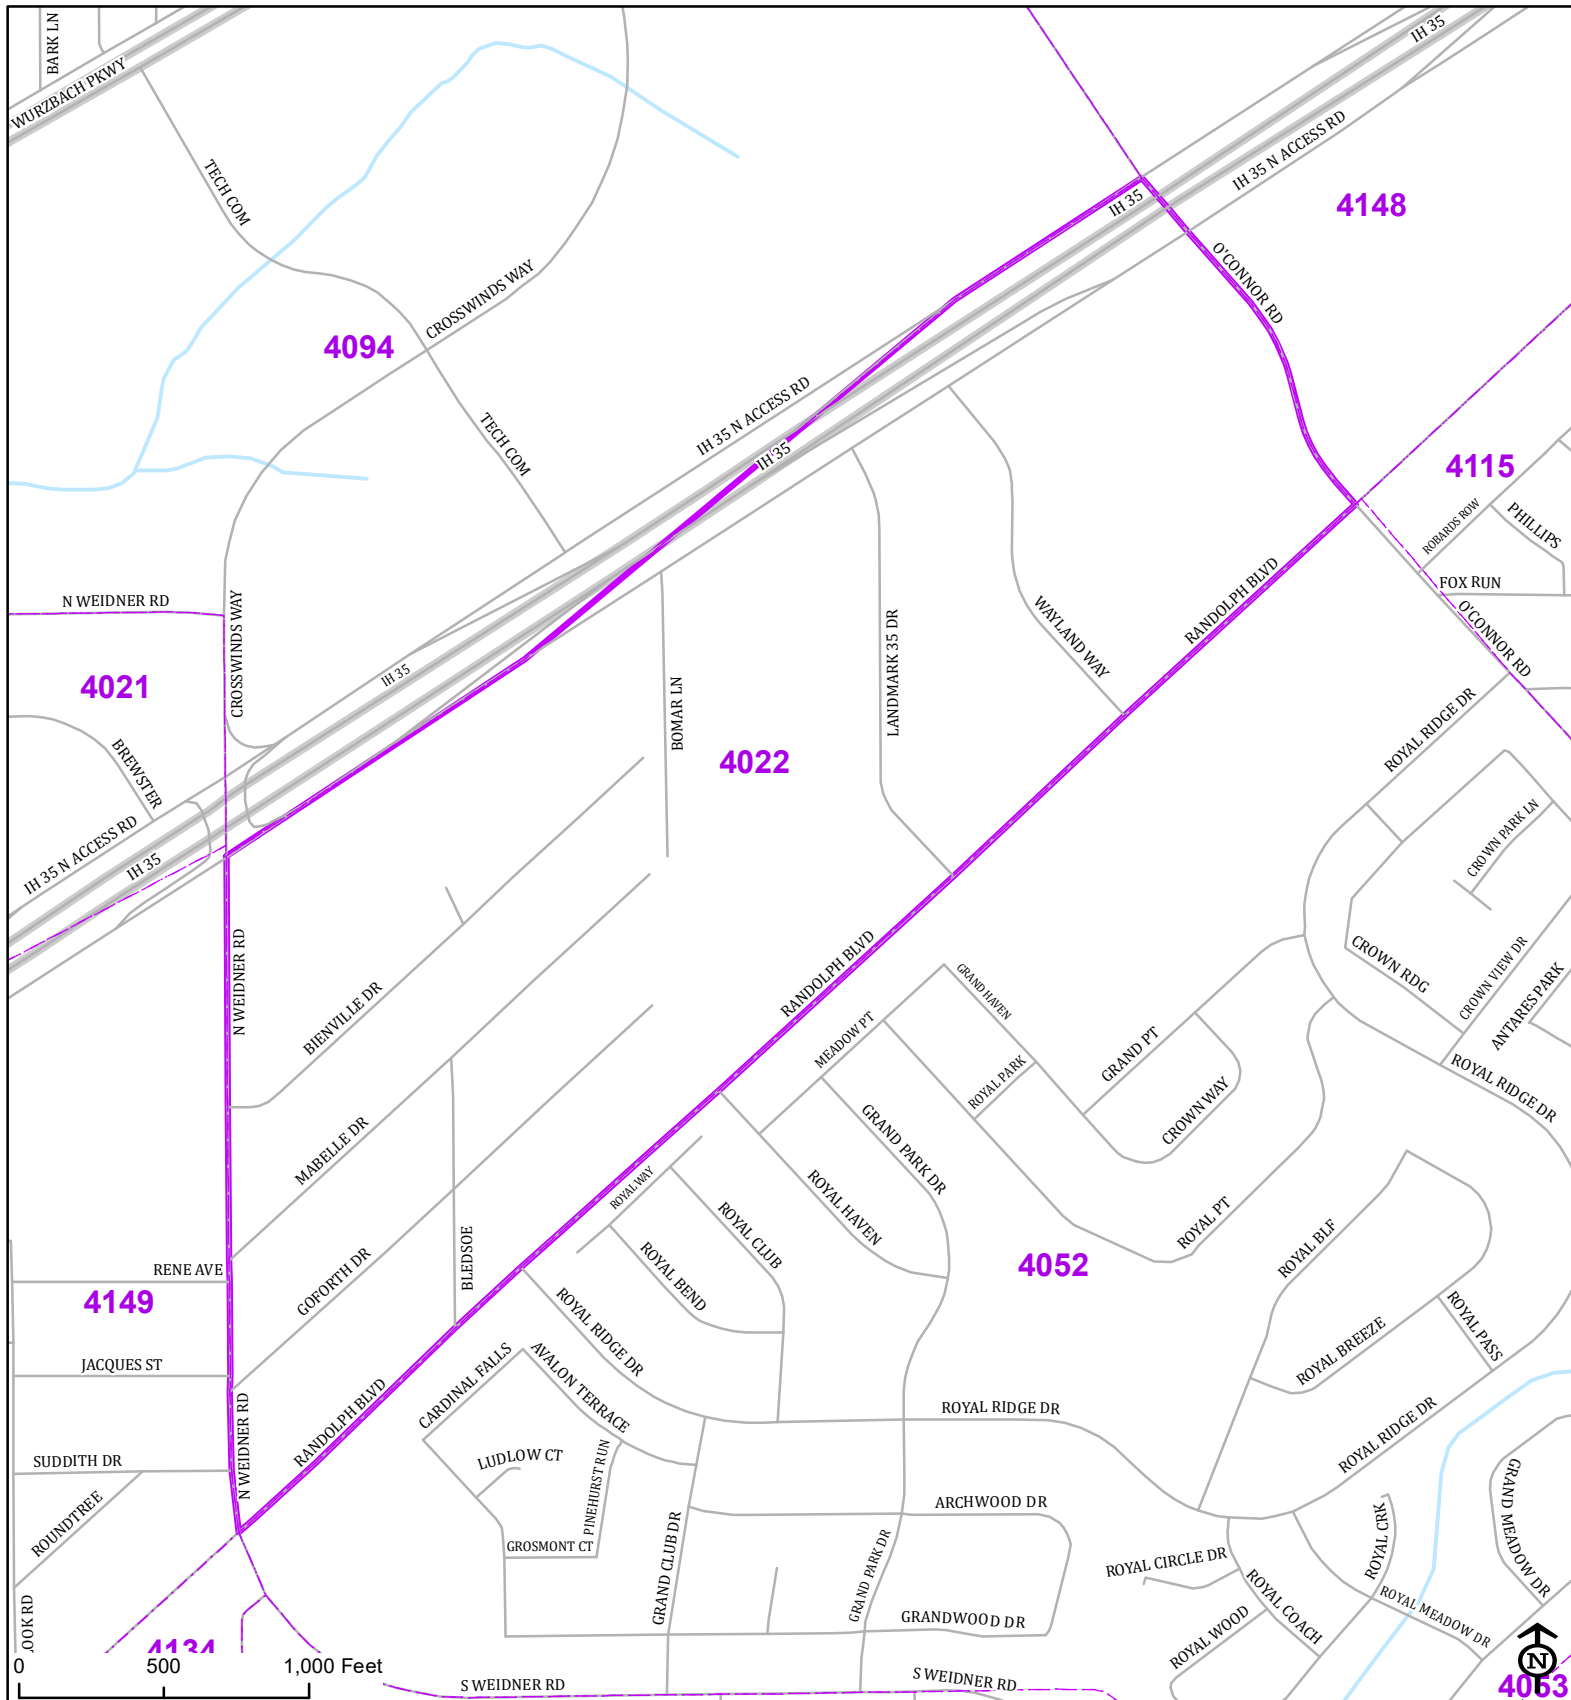 BARK LN
WURZBACH PKWY
IH 35
TECH COM
IH 35 N ACCESS RD
IH 35
4148
O'CONNOR RD
CROSSWINDS WAY
4094
IH 35 N ACCESS RD
TECH COM
IH 35
4115
ROBARDS ROW
PHILLIPS
FOX RUN
O'CONNOR RD
N WEIDNER RD
CROSSWINDS WAY
RANDOLPH BLVD
WAYLAND WAY
LANDMARK 35 DR
4021
IH 35
BOMAR LN
4022
ROYAL RIDGE DR
BREWSTER
IH 35 N ACCESS RD
IH 35
CROWN PARK LN
N WEIDNER RD
BIENVILLE DR
RANDOLPH BLVD
CROWN RDG
CROWN VIEW DR
ANTARES PARK
GRAND HAVEN
MEADOW PT
ROYAL PARK
GRAND PT
CROWN WAY
ROYAL RIDGE DR
MABELLE DR
GRAND PARK DR
ROYAL WAY
ROYAL HAVEN
ROYAL CLUB
ROYAL BEND
BLEDSOE
ROYAL PT
ROYAL BLF
4052
RENE AVE
4149
GOFORTH DR
ROYAL RIDGE DR
JACQUES ST
CARDINAL FALLS
AVALON TERRACE
ROYAL BREEZE
ROYAL PASS
RANDOLPH BLVD
N WEIDNER RD
ROYAL RIDGE DR
ROYAL RIDGE DR
SUDDITH DR
LUDLOW CT
PINEHURST RUN
GROSMONT CT
ARCHWOOD DR
ROUNDTREE
GRAND CLUB DR
GRAND PARK DR
ROYAL CIRCLE DR
ROYAL CRK
GRAND MEADOW DR
ROYAL COACH
ROYAL MEADOW DR
ROYAL WOOD
GRANDWOOD DR
OOK RD
4134
0 500 1,000 Feet
S WEIDNER RD
S WEIDNER RD
N
4053